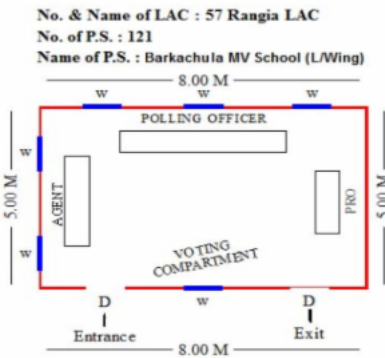 No. & Name of LAC : 57 Rangia LAC
No. of P.S. : 121
Name of P.S. : Barkachula MV School (L/Wing)
8.00 M
W W W
POLLING OFFICER
W
5.00 M
AGENT
PRO
5.00 M
W
VOTING
COMPARTMENT
D W D
Entrance Exit
8.00 M